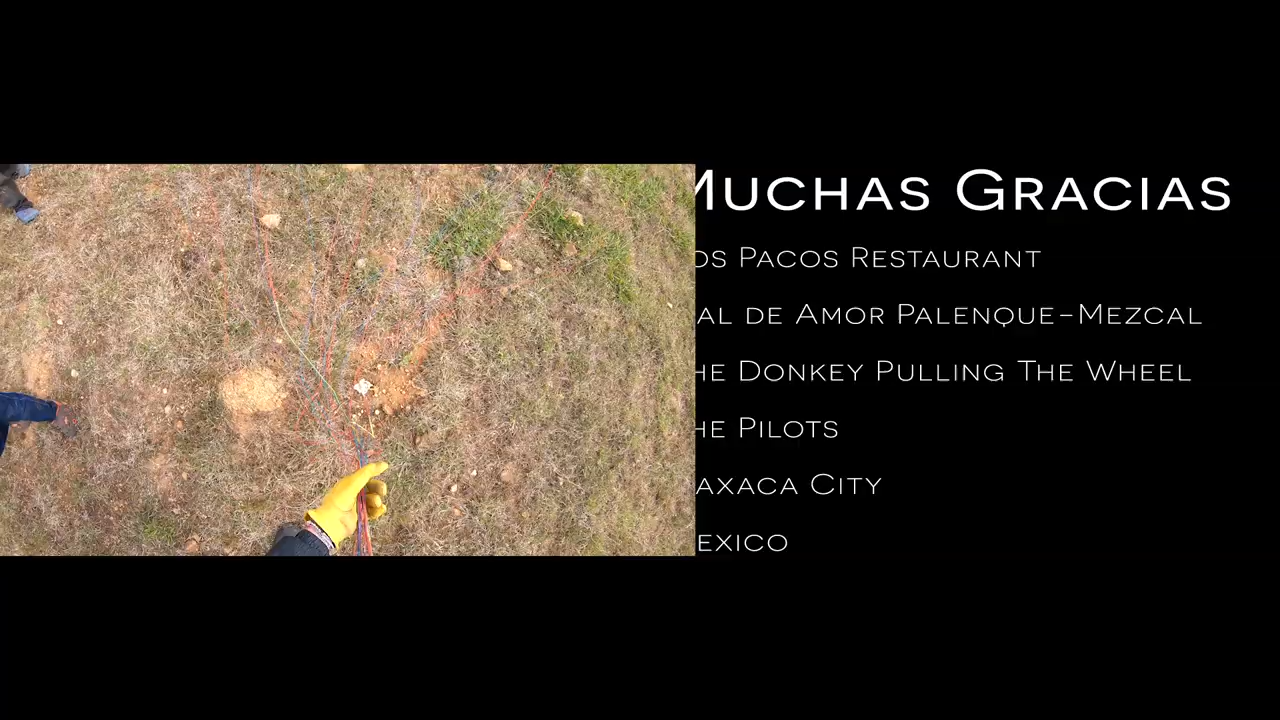 MUCHAS GRACIAS
OS PACOS RESTAURANT
AL DE AMOR PALENQUE-MEZCAL
HE DONKEY PULLING THE WHEEL
HE PILOTS
AXACA CITY
EXICO